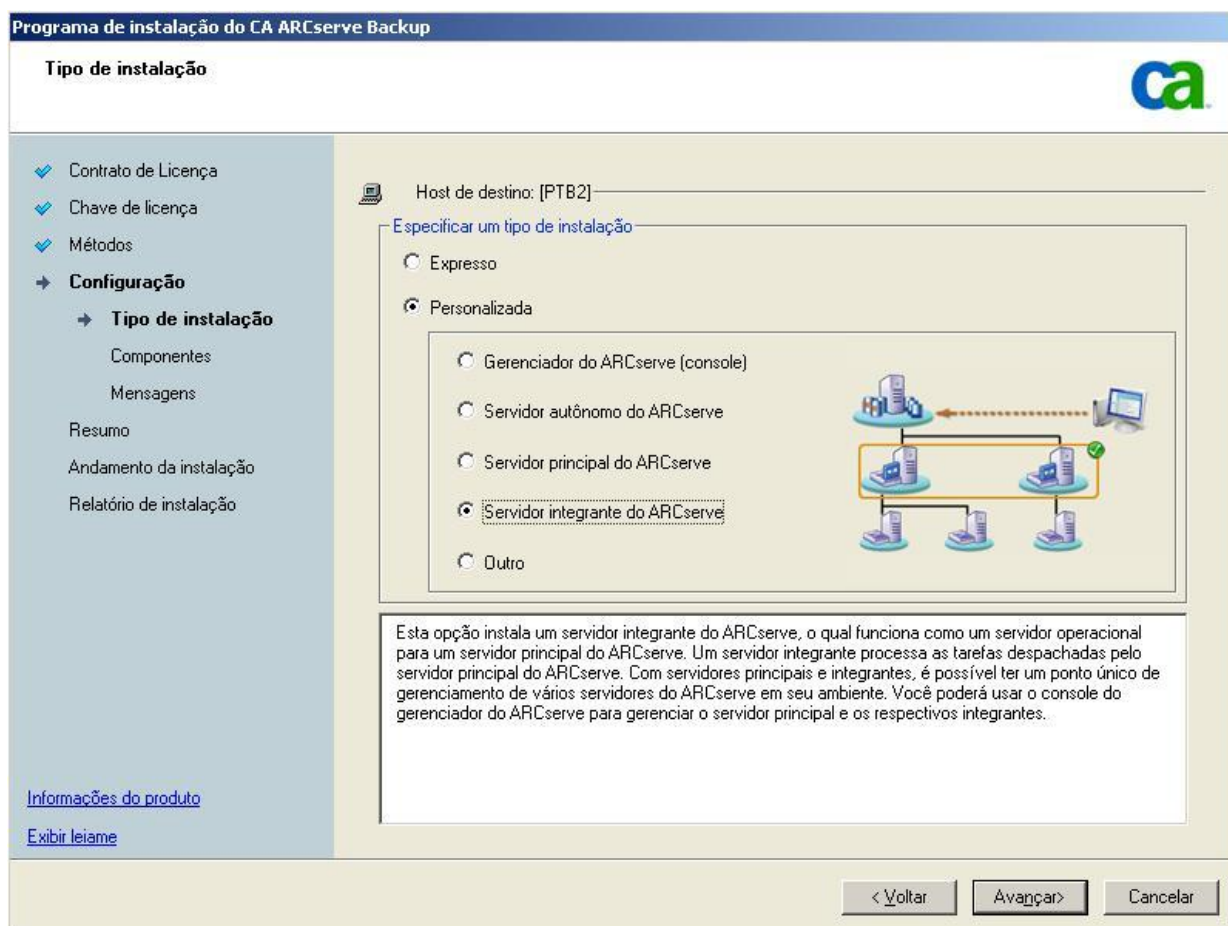 Programa de instalação do CA ARCserve Backup
Tipo de instalação
ca
Contrato de Licença
Chave de licença
Métodos
Configuração
Tipo de instalação
Componentes
Mensagens
Resumo
Andamento da instalação
Relatório de instalação
Informações do produto
Exibir leiame
Host de destino: [PTB2]
Especificar um tipo de instalação
Expresso
Personalizada
Gerenciador do ARCserve (console)
Servidor autônomo do ARCserve
Servidor principal do ARCserve
Servidor integrante do ARCserve
Outro
Esta opção instala um servidor integrante do ARCserve, o qual funciona como um servidor operacional
para um servidor principal do ARCserve. Um servidor integrante processa as tarefas despachadas pelo
servidor principal do ARCserve. Com servidores principais e integrantes, é possível ter um ponto único de
gerenciamento de vários servidores do ARCserve em seu ambiente. Você poderá usar o console do
gerenciador do ARCserve para gerenciar o servidor principal e os respectivos integrantes.
< Voltar
Avançar>
Cancelar